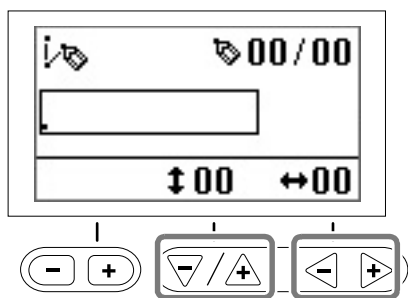 00/00
↕00 ↔00
- + -/+ - +